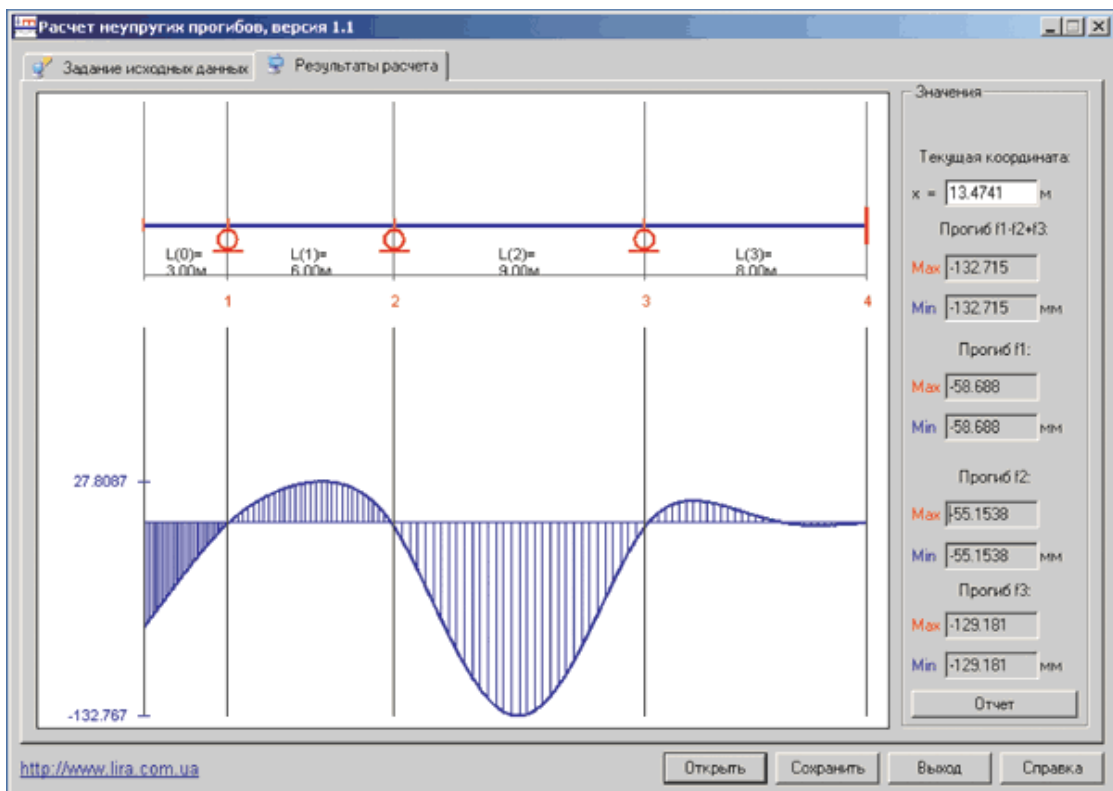 Расчет неупругих прогибов, версия 1.1
Задание исходных данных
Результаты расчета
L(0)= L(1)= L(2)= L(3)=
3.00м 6.00м 9.00м 8.00м
1 2 3 4
27.8087
-132.767
Значения
Текущая координата:
x = 13.4741 м
Прогиб f1-f2+f3:
Max -132.715
Min -132.715 мм
Прогиб f1:
Max -58.688
Min -58.688 мм
Прогиб f2:
Max -55.1538
Min -55.1538 мм
Прогиб f3:
Max -129.181
Min -129.181 мм
Отчет
http://www.lira.com.ua
Открыть Сохранить Выход Справка